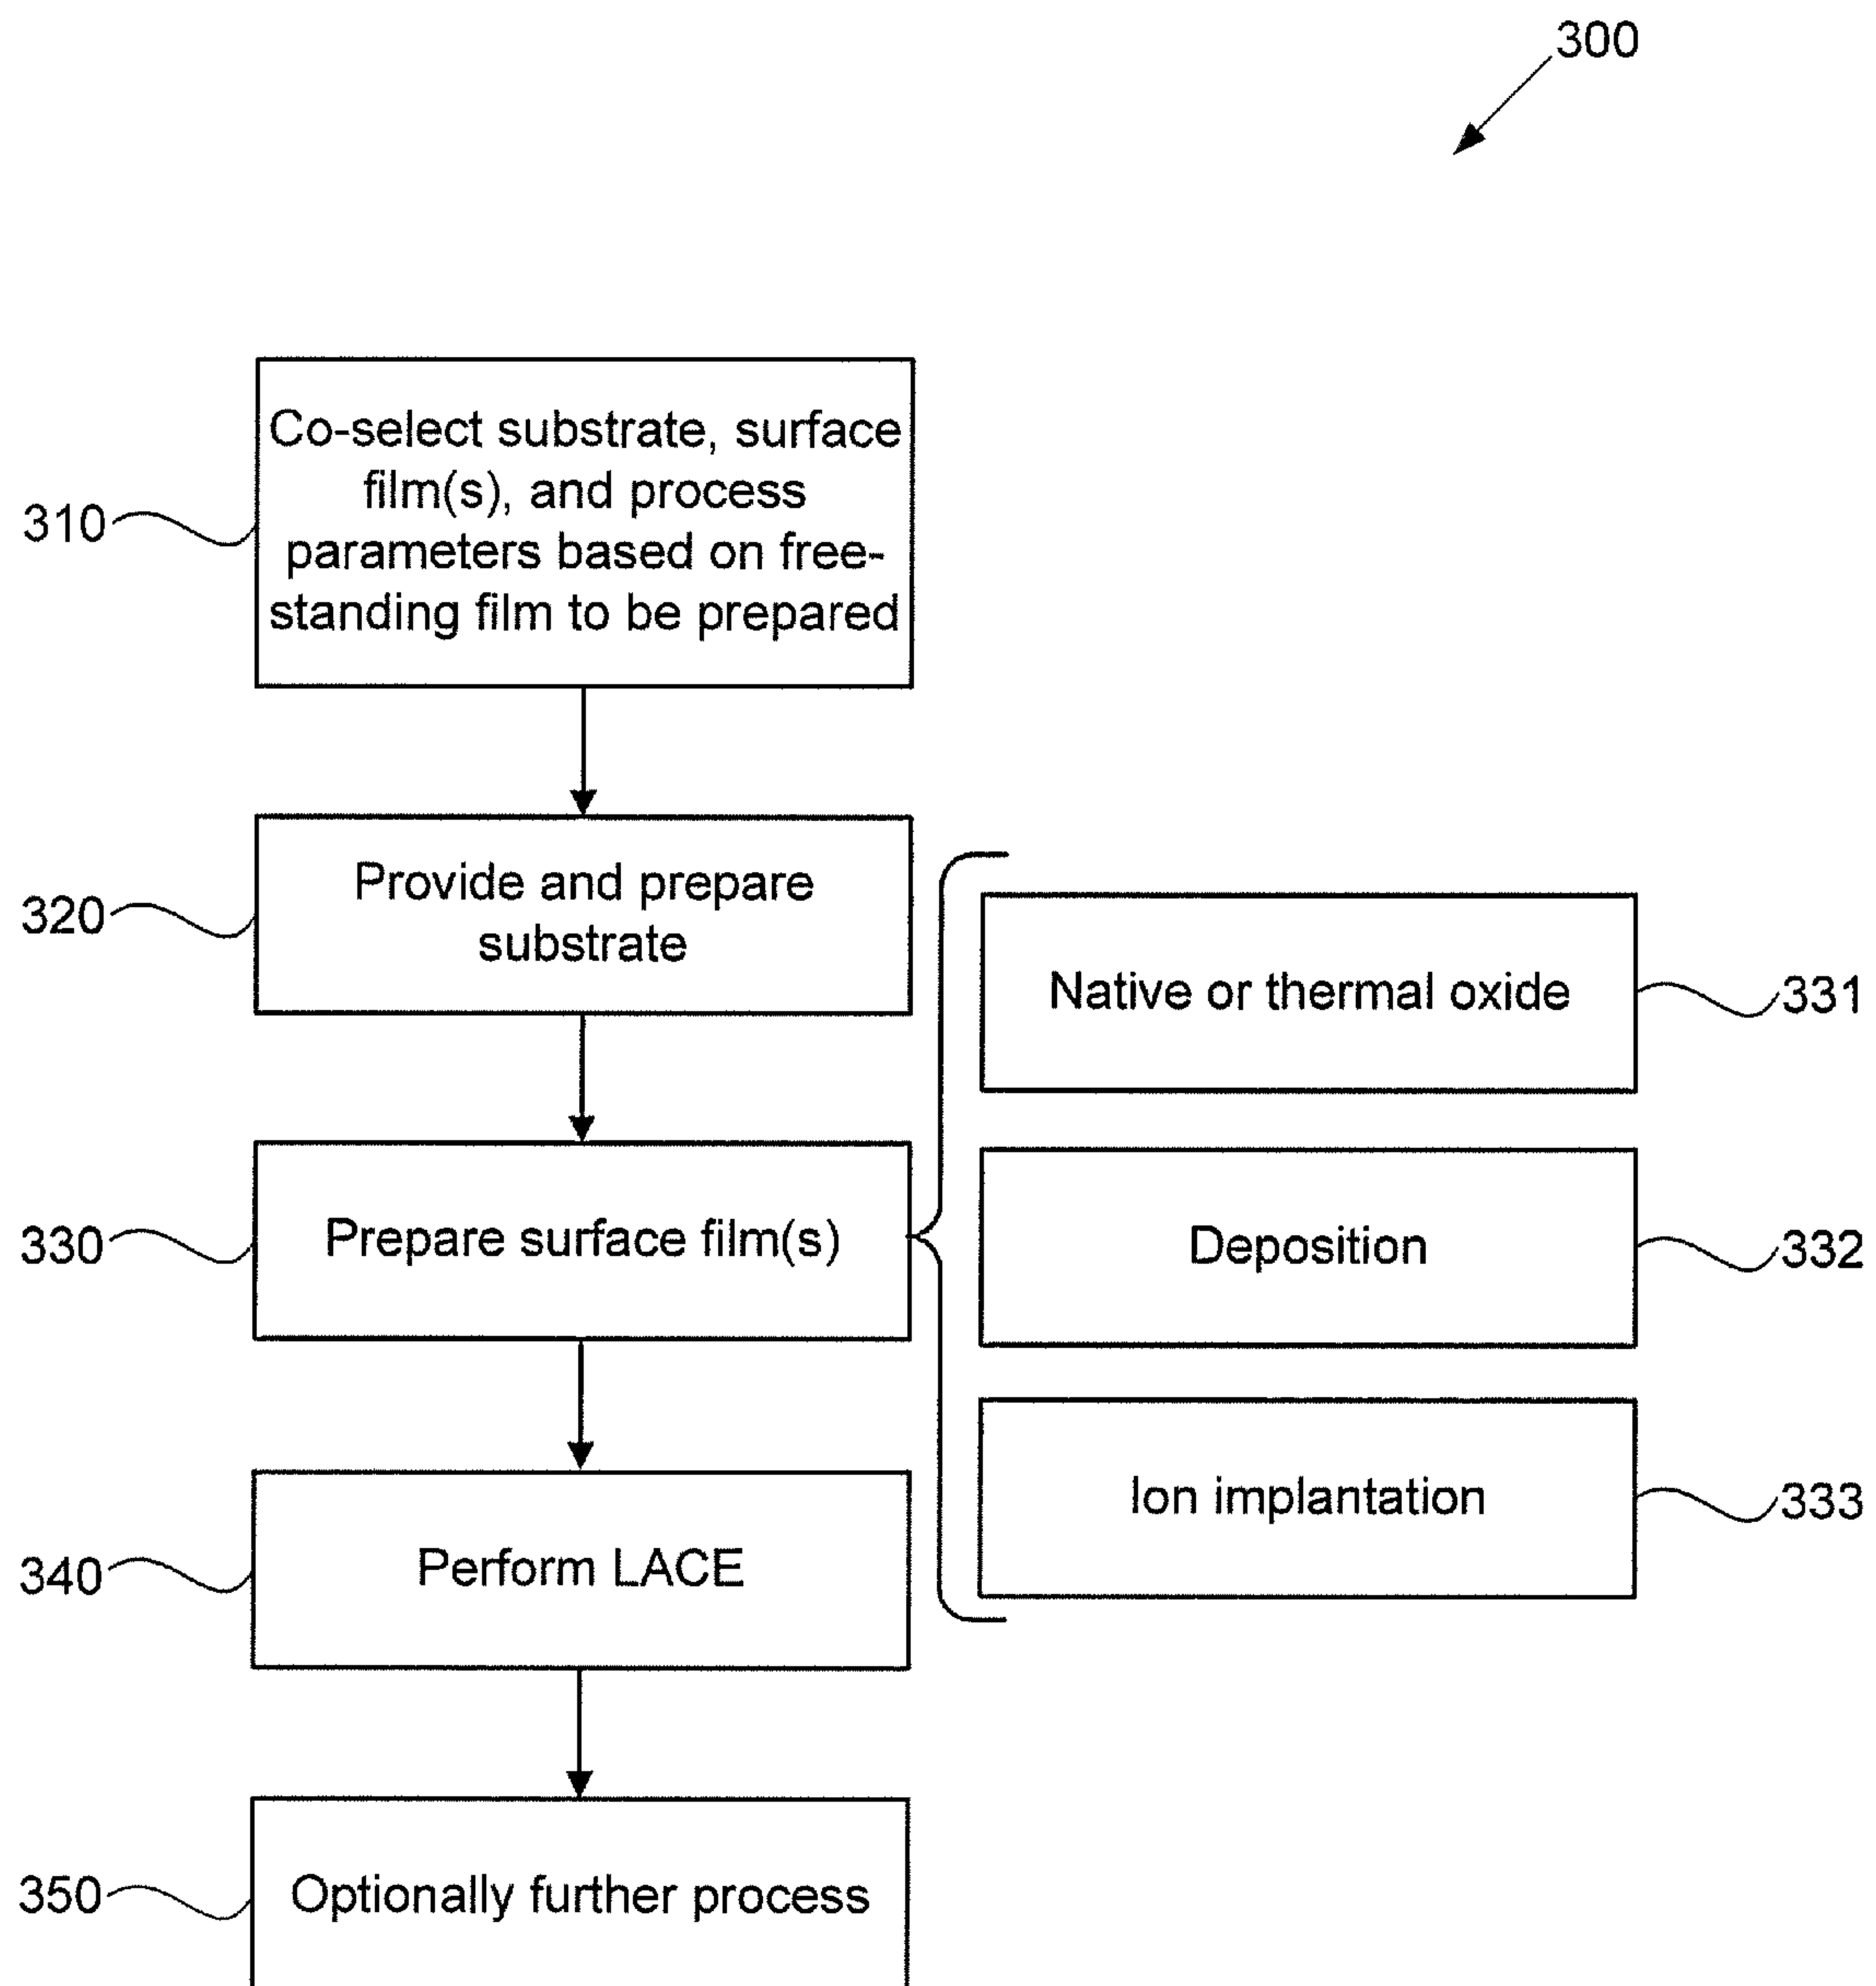 300
Co-select substrate, surface
film(s), and process
parameters based on free-
standing film to be prepared
310
Provide and prepare
substrate
320
Prepare surface film(s)
330
Native or thermal oxide
331
Deposition
332
Ion implantation
333
Perform LACE
340
Optionally further process
350